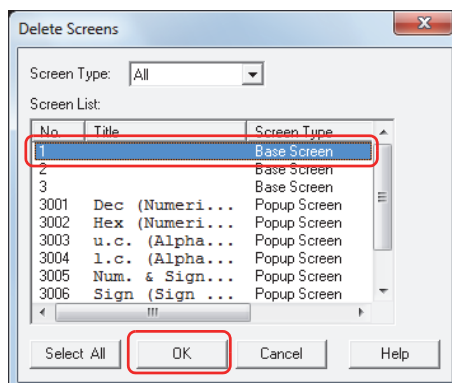 Delete Screens
Screen Type: All
Screen List:
No. Title Screen Type
1 Base Screen
2 Base Screen
3 Base Screen
3001 Dec (Numeri... Popup Screen
3002 Hex (Numeri... Popup Screen
3003 u.c. (Alpha... Popup Screen
3004 l.c. (Alpha... Popup Screen
3005 Num. & Sign... Popup Screen
3006 Sign (Sign ... Popup Screen
Select All OK Cancel Help